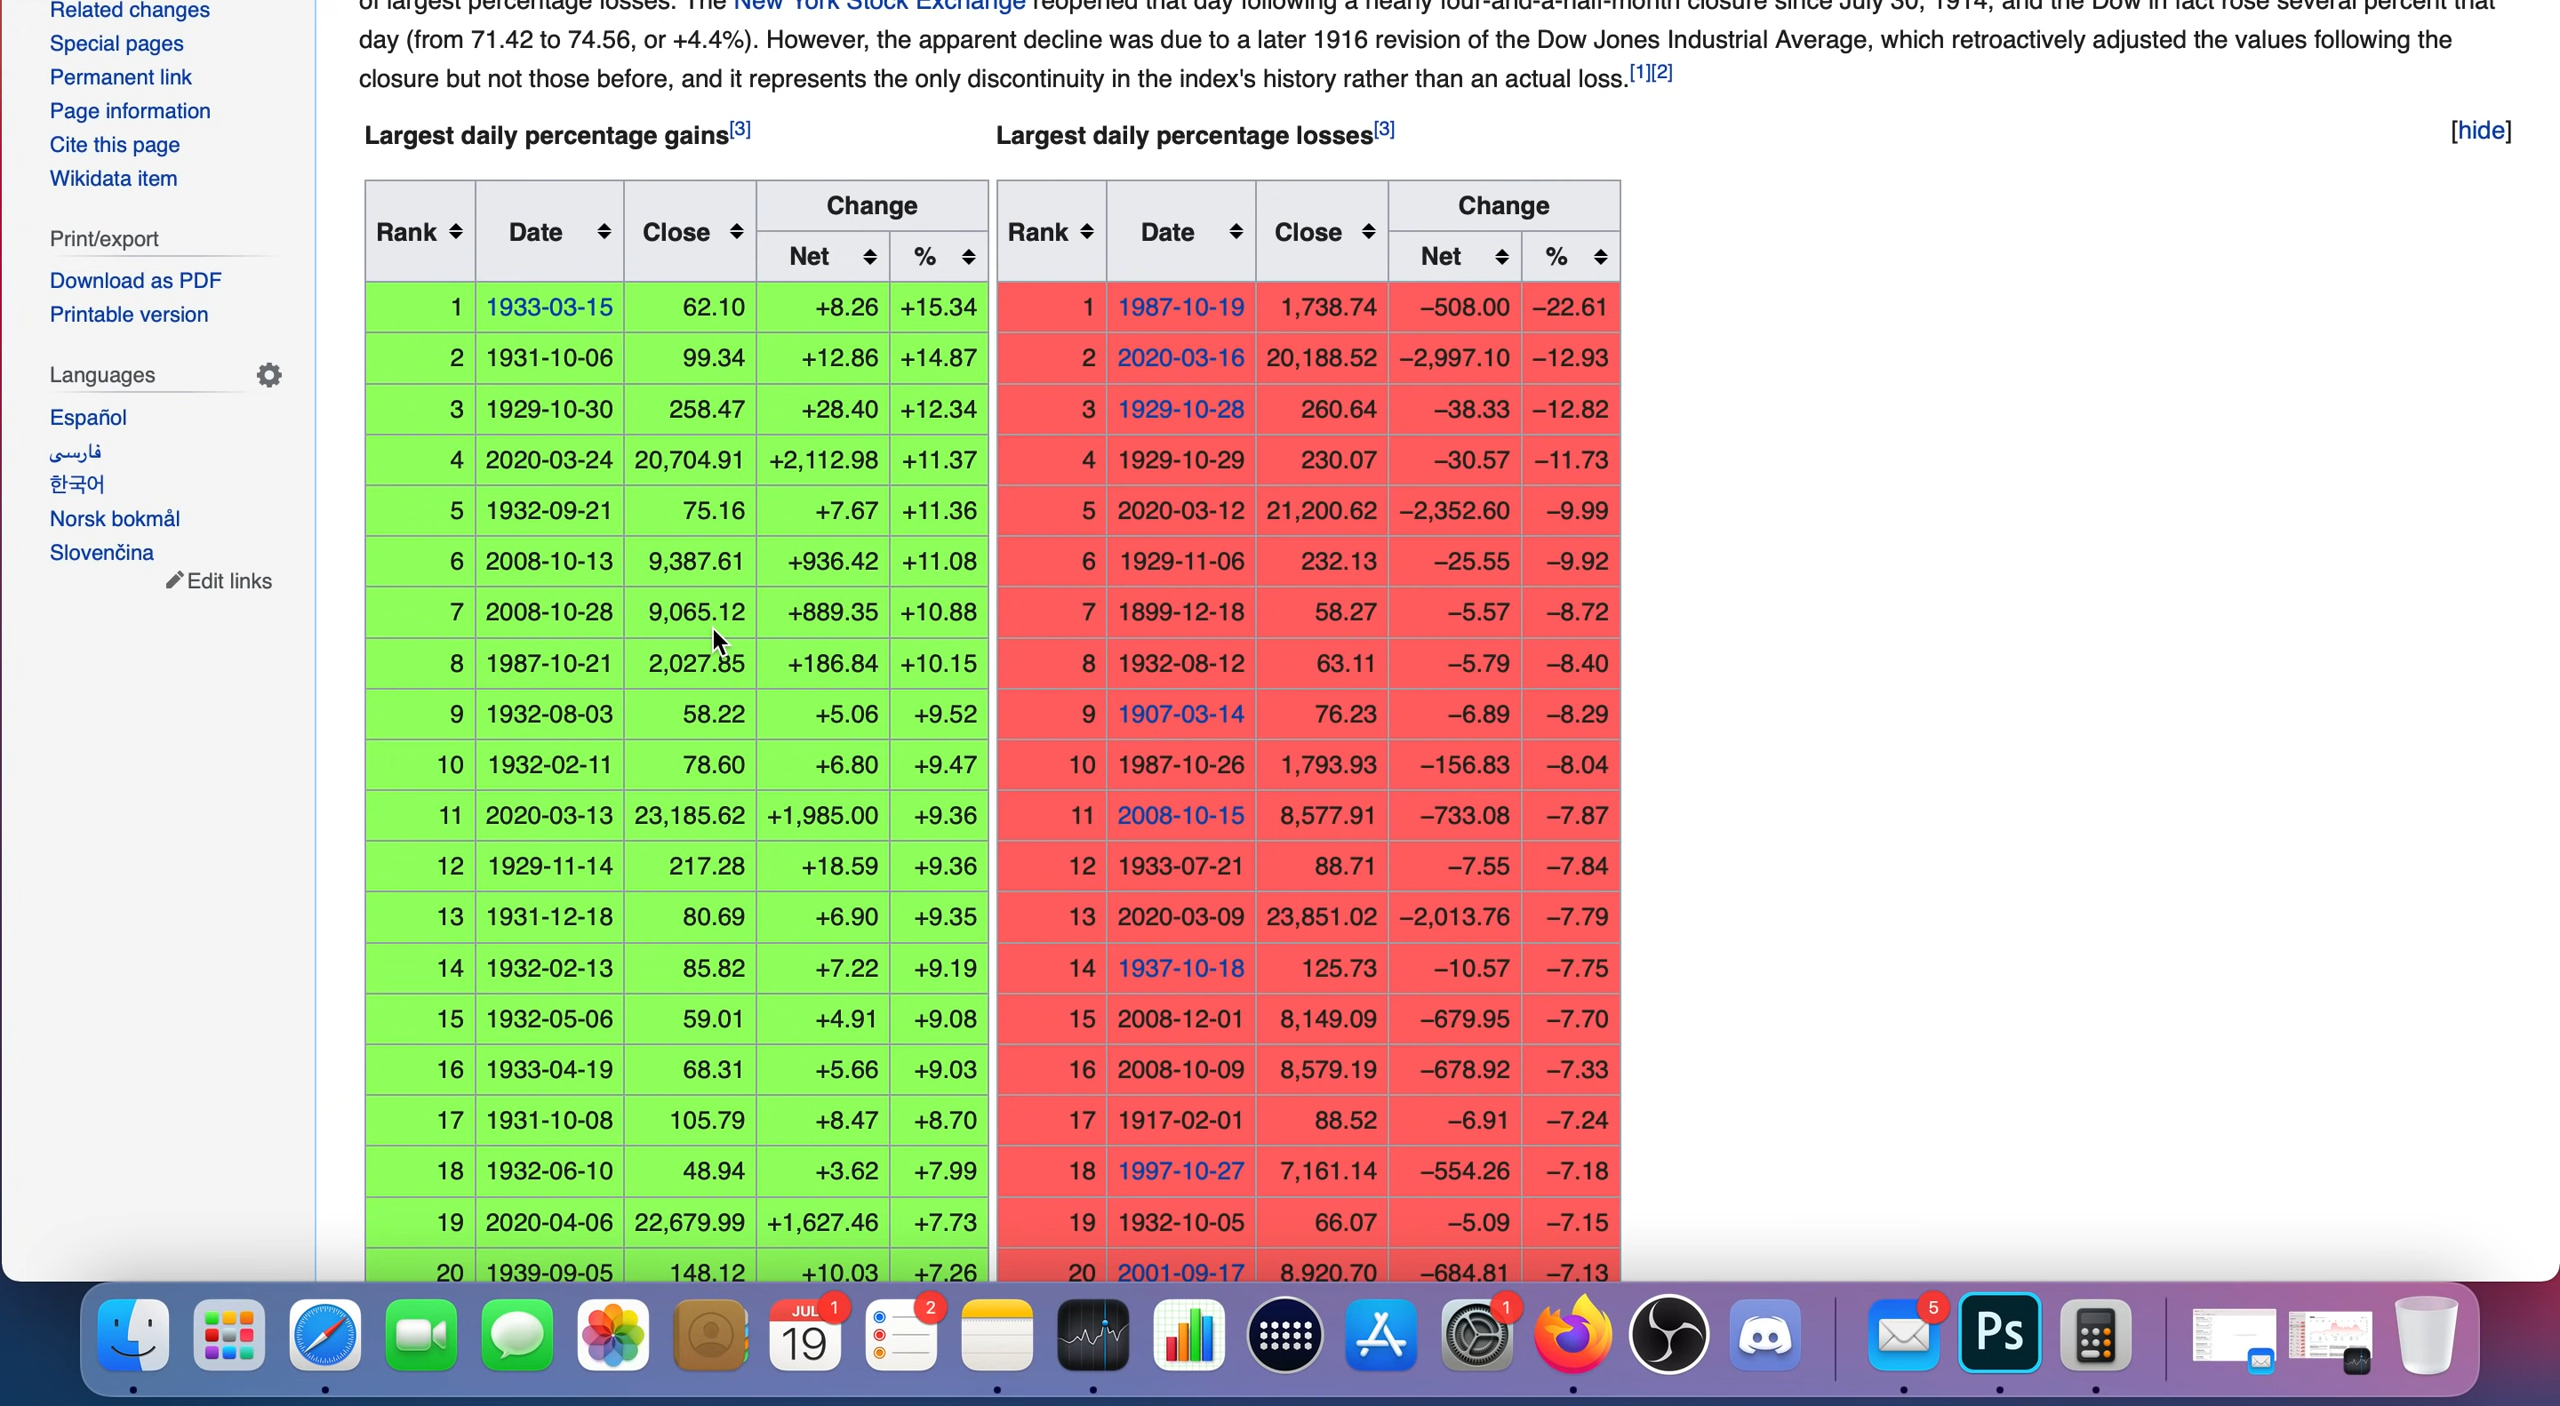 Related changes
Special pages
Permanent link
Page information
Cite this page
Wikidata item
Print/export
Download as PDF
Printable version
Languages
Español
فارسی
한국어
Norsk bokmål
Slovenčina
Edit links
of largest percentage losses. The New York Stock Exchange reopened that day following a nearly four-and-a-half-month closure since July 30, 1914, and the Dow in fact rose several percent that
day (from 71.42 to 74.56, or +4.4%). However, the apparent decline was due to a later 1916 revision of the Dow Jones Industrial Average, which retroactively adjusted the values following the
closure but not those before, and it represents the only discontinuity in the index's history rather than an actual loss.[1][2]
Largest daily percentage gains[3]
Rank Date Close Change
Net %
1 1933-03-15 62.10 +8.26 +15.34
2 1931-10-06 99.34 +12.86 +14.87
3 1929-10-30 258.47 +28.40 +12.34
4 2020-03-24 20,704.91 +2,112.98 +11.37
5 1932-09-21 75.16 +7.67 +11.36
6 2008-10-13 9,387.61 +936.42 +11.08
7 2008-10-28 9,065.12 +889.35 +10.88
8 1987-10-21 2,027.85 +186.84 +10.15
9 1932-08-03 58.22 +5.06 +9.52
10 1932-02-11 78.60 +6.80 +9.47
11 2020-03-13 23,185.62 +1,985.00 +9.36
12 1929-11-14 217.28 +18.59 +9.36
13 1931-12-18 80.69 +6.90 +9.35
14 1932-02-13 85.82 +7.22 +9.19
15 1932-05-06 59.01 +4.91 +9.08
16 1933-04-19 68.31 +5.66 +9.03
17 1931-10-08 105.79 +8.47 +8.70
18 1932-06-10 48.94 +3.62 +7.99
19 2020-04-06 22,679.99 +1,627.46 +7.73
20 1939-09-05 148.12 +10.03 +7.26
Largest daily percentage losses[3]
[hide]
Rank Date Close Change
Net %
1 1987-10-19 1,738.74 −508.00 −22.61
2 2020-03-16 20,188.52 −2,997.10 −12.93
3 1929-10-28 260.64 −38.33 −12.82
4 1929-10-29 230.07 −30.57 −11.73
5 2020-03-12 21,200.62 −2,352.60 −9.99
6 1929-11-06 232.13 −25.55 −9.92
7 1899-12-18 58.27 −5.57 −8.72
8 1932-08-12 63.11 −5.79 −8.40
9 1907-03-14 76.23 −6.89 −8.29
10 1987-10-26 1,793.93 −156.83 −8.04
11 2008-10-15 8,577.91 −733.08 −7.87
12 1933-07-21 88.71 −7.55 −7.84
13 2020-03-09 23,851.02 −2,013.76 −7.79
14 1937-10-18 125.73 −10.57 −7.75
15 2008-12-01 8,149.09 −679.95 −7.70
16 2008-10-09 8,579.19 −678.92 −7.33
17 1917-02-01 88.52 −6.91 −7.24
18 1997-10-27 7,161.14 −554.26 −7.18
19 1932-10-05 66.07 −5.09 −7.15
20 2001-09-17 8,920.70 −684.81 −7.13
JUL 1
19
2
1
5
Ps